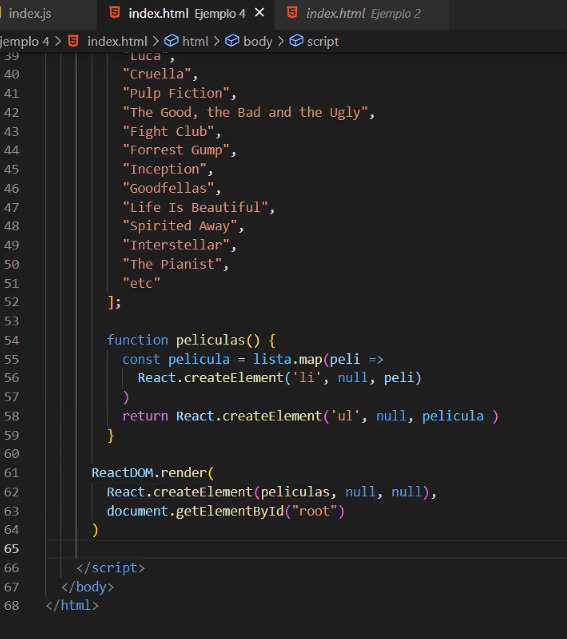 index.js index.html Ejemplo 4 × index.html Ejemplo 2
jemplo 4 > index.html > html > body > script
39 "Luca",
40 "Cruella",
41 "Pulp Fiction",
42 "The Good, the Bad and the Ugly",
43 "Fight Club",
44 "Forrest Gump",
45 "Inception",
46 "Goodfellas",
47 "Life Is Beautiful",
48 "Spirited Away",
49 "Interstellar",
50 "The Pianist",
51 "etc"
52 ];
53
54 function peliculas() {
55 const pelicula = lista.map(peli =>
56 React.createElement('li', null, peli)
57 )
58 return React.createElement('ul', null, pelicula )
59 }
60
61 ReactDOM.render(
62 React.createElement(peliculas, null, null),
63 document.getElementById("root")
64 )
65
66 </script>
67 </body>
68 </html>